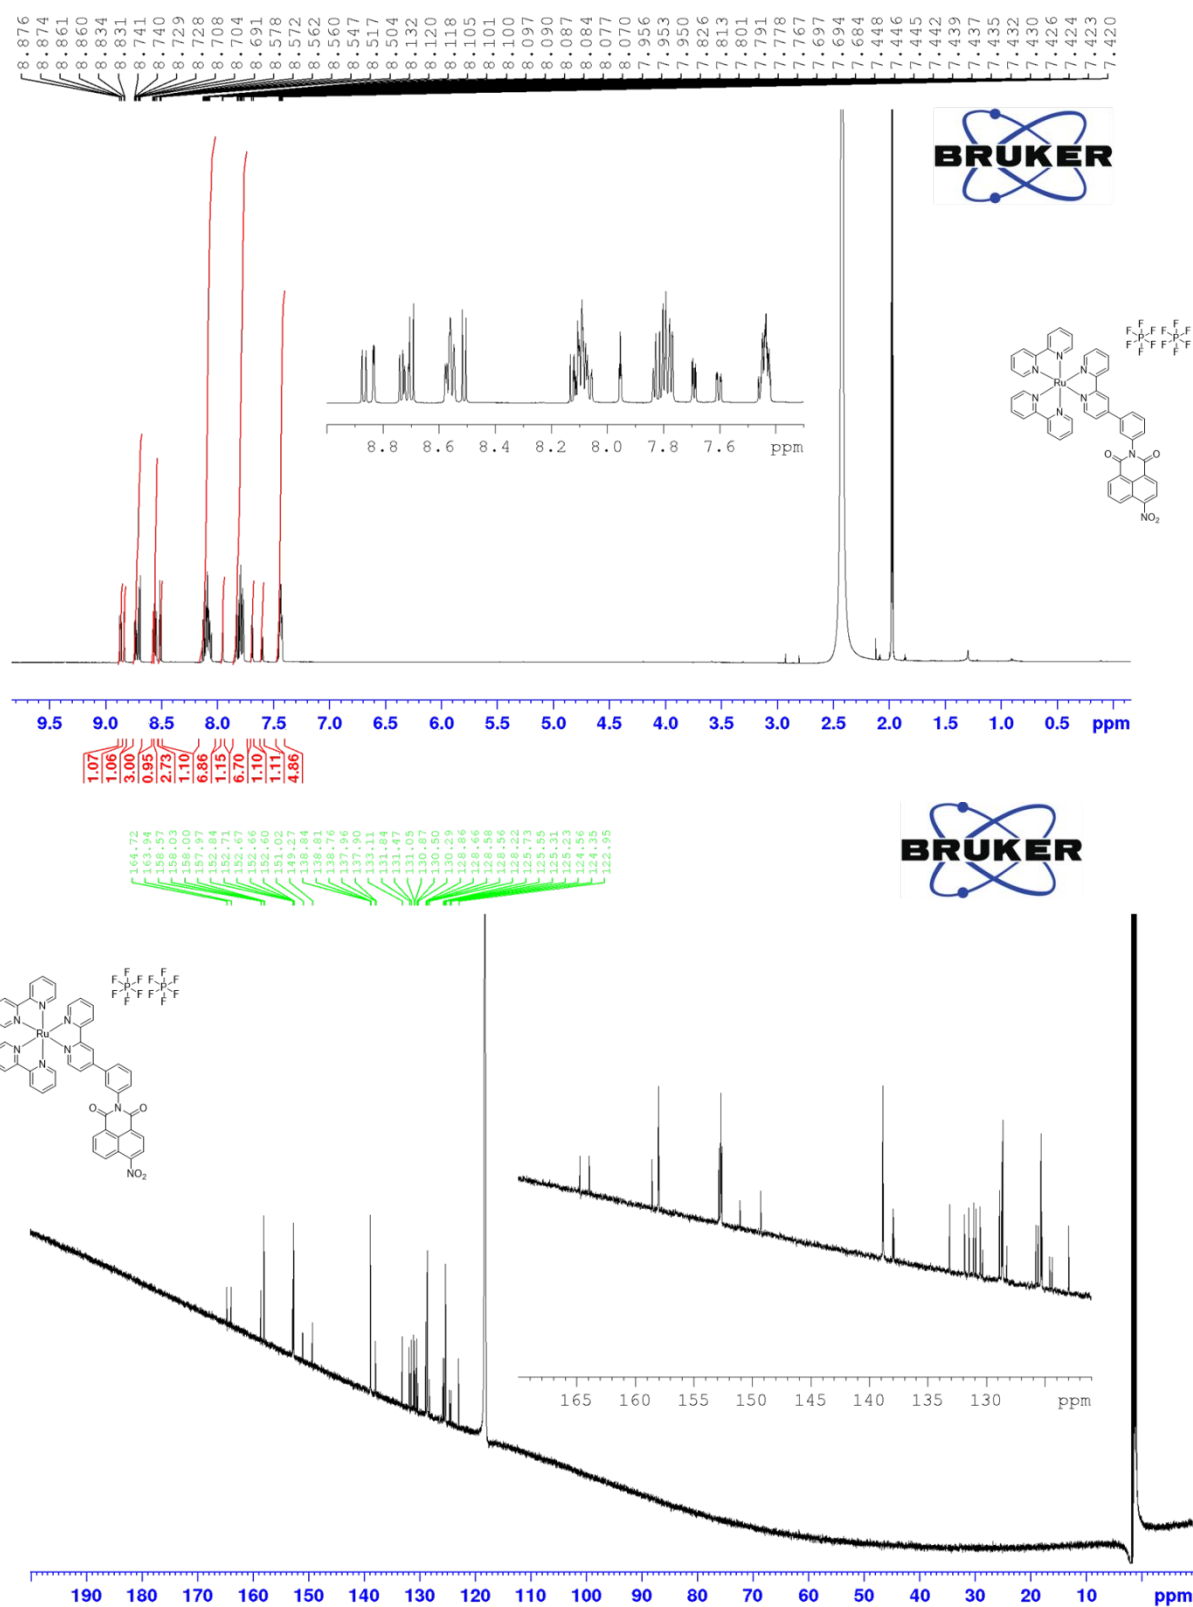 8.876 8.874 8.861 8.860 8.834 8.831 8.741 8.740 8.729 8.728 8.708 8.704 8.691 8.578 8.572 8.562 8.560 8.547 8.517 8.504 8.132 8.120 8.118 8.105 8.101 8.100 8.097 8.090 8.087 8.084 8.070 7.956 7.953 7.950 7.826 7.813 7.801 7.791 7.778 7.767 7.697 7.694 7.684 7.448 7.446 7.445 7.442 7.439 7.437 7.435 7.432 7.430 7.426 7.424 7.423 7.420
BRUKER
8.8 8.6 8.4 8.2 8.0 7.8 7.6 ppm
F F F F F F P F F F F F F P
N N N N N N Ru
O N O
NO2
9.5 9.0 8.5 8.0 7.5 7.0 6.5 6.0 5.5 5.0 4.5 4.0 3.5 3.0 2.5 2.0 1.5 1.0 0.5 ppm
1.07 1.06 3.00 0.95 2.73 1.10 6.86 1.15 6.70 1.10 1.11 4.86
164.72 163.94 158.57 158.03 158.00 157.97 152.84 152.71 152.67 152.66 152.60 151.02 149.27 138.84 138.81 138.76 137.96 137.90 133.11 131.84 131.47 131.05 130.87 130.50 130.29 128.86 128.66 128.58 128.56 128.22 125.73 125.55 125.31 125.23 124.56 124.35 122.95
BRUKER
F F F F F F P F F F F F F P
N N N N N N Ru
O N O
NO2
165 160 155 150 145 140 135 130 ppm
190 180 170 160 150 140 130 120 110 100 90 80 70 60 50 40 30 20 10 ppm